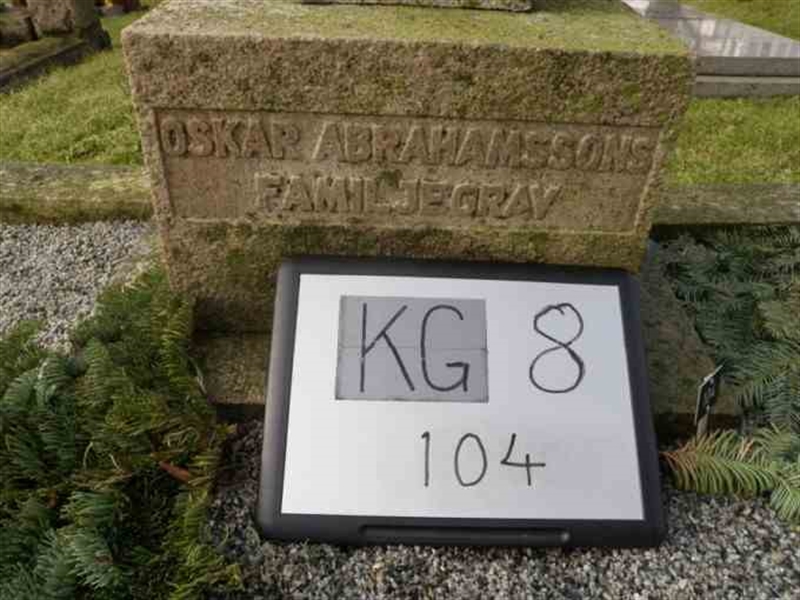 OSKAR ABRAHAMSSONS
FAMILJEGRAV
KG 8
104